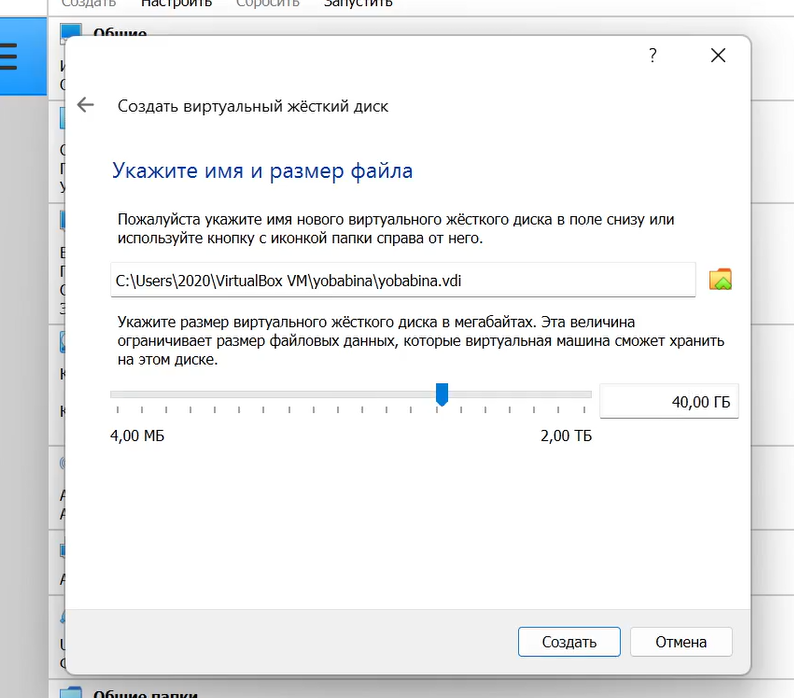 Создать Настроить Сбросить Запустить
Общие
?
Создать виртуальный жёсткий диск
Укажите имя и размер файла
Пожалуйста укажите имя нового виртуального жёсткого диска в поле снизу или
используйте кнопку с иконкой папки справа от него.
C:\Users\2020\VirtualBox VM\yobabina\yobabina.vdi
Укажите размер виртуального жёсткого диска в мегабайтах. Эта величина
ограничивает размер файловых данных, которые виртуальная машина сможет хранить
на этом диске.
40,00 ГБ
4,00 МБ 2,00 ТБ
Создать Отмена
Общие папки